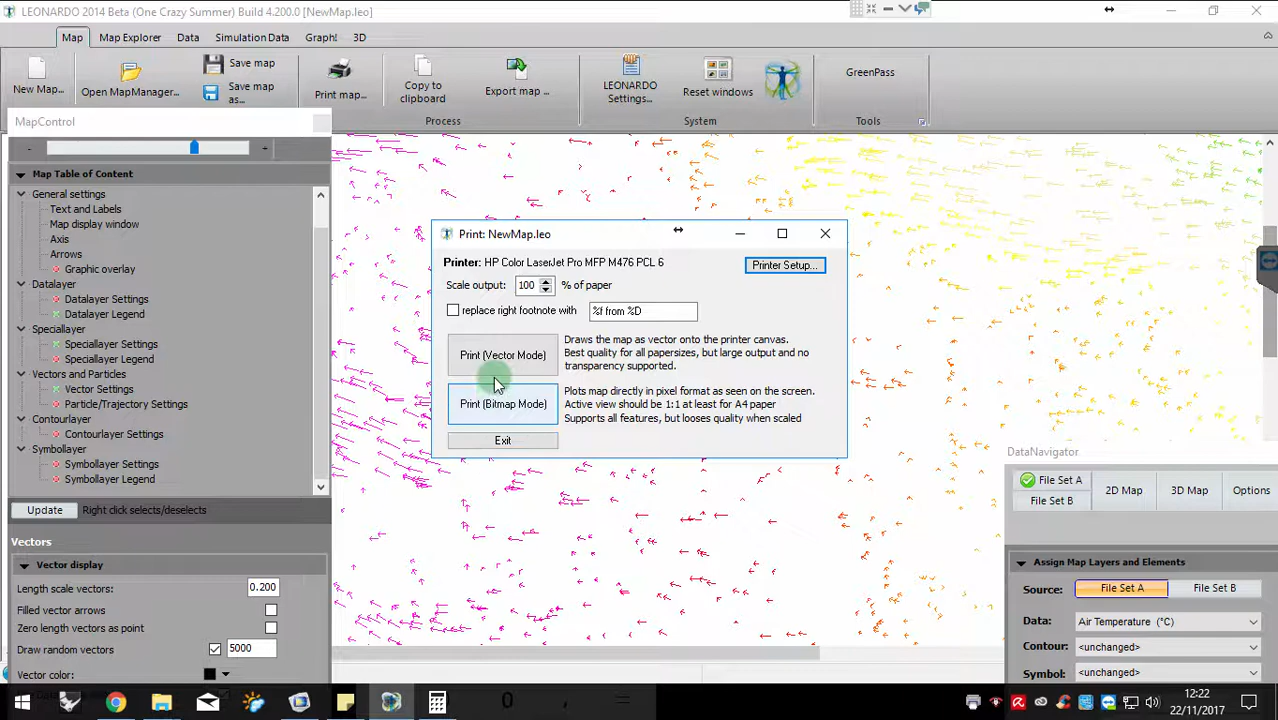 LEONARDO 2014 Beta (One Crazy Summer) Build 4.200.0 [NewMap.leo]
Map
Map Explorer
Data
Simulation Data
Graph!
3D
New Map...
Open MapManager...
Save map
Save map
as...
Print map...
Copy to
clipboard
Export map ...
LEONARDO
Settings...
Reset windows
GreenPass
Process
System
Tools
MapControl
- +
Map Table of Content
General settings
Text and Labels
Map display window
Axis
Arrows
Graphic overlay
Datalayer
Datalayer Settings
Datalayer Legend
Speciallayer
Speciallayer Settings
Speciallayer Legend
Vectors and Particles
Vector Settings
Particle/Trajectory Settings
Contourlayer
Contourlayer Settings
Symbollayer
Symbollayer Settings
Symbollayer Legend
Update
Right click selects/deselects
Vectors
Vector display
Length scale vectors: 0.200
Filled vector arrows
Zero length vectors as point
Draw random vectors 5000
Vector color:
Print: NewMap.leo
Printer: HP Color LaserJet Pro MFP M476 PCL 6
Printer Setup...
Scale output: 100 % of paper
replace right footnote with %f from %D
Print (Vector Mode)
Draws the map as vector onto the printer canvas.
Best quality for all papersizes, but large output and no
transparency supported.
Print (Bitmap Mode)
Plots map directly in pixel format as seen on the screen.
Active view should be 1:1 at least for A4 paper
Supports all features, but looses quality when scaled
Exit
DataNavigator
File Set A
File Set B
2D Map
3D Map
Options
Assign Map Layers and Elements
Source: File Set A File Set B
Data: Air Temperature (°C)
Contour: <unchanged>
Symbol: <unchanged>
0 , =
12:22
22/11/2017